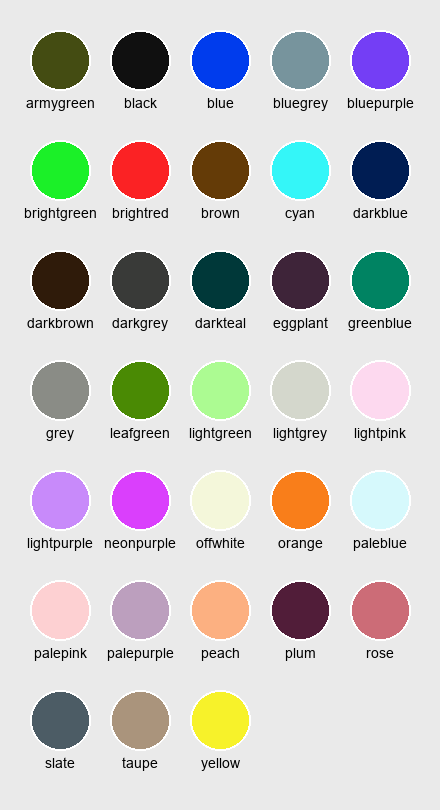 armygreen black blue bluegrey bluepurple
brightgreen brightred brown cyan darkblue
darkbrown darkgrey darkteal eggplant greenblue
grey leafgreen lightgreen lightgrey lightpink
lightpurple neonpurple offwhite orange paleblue
palepink palepurple peach plum rose
slate taupe yellow